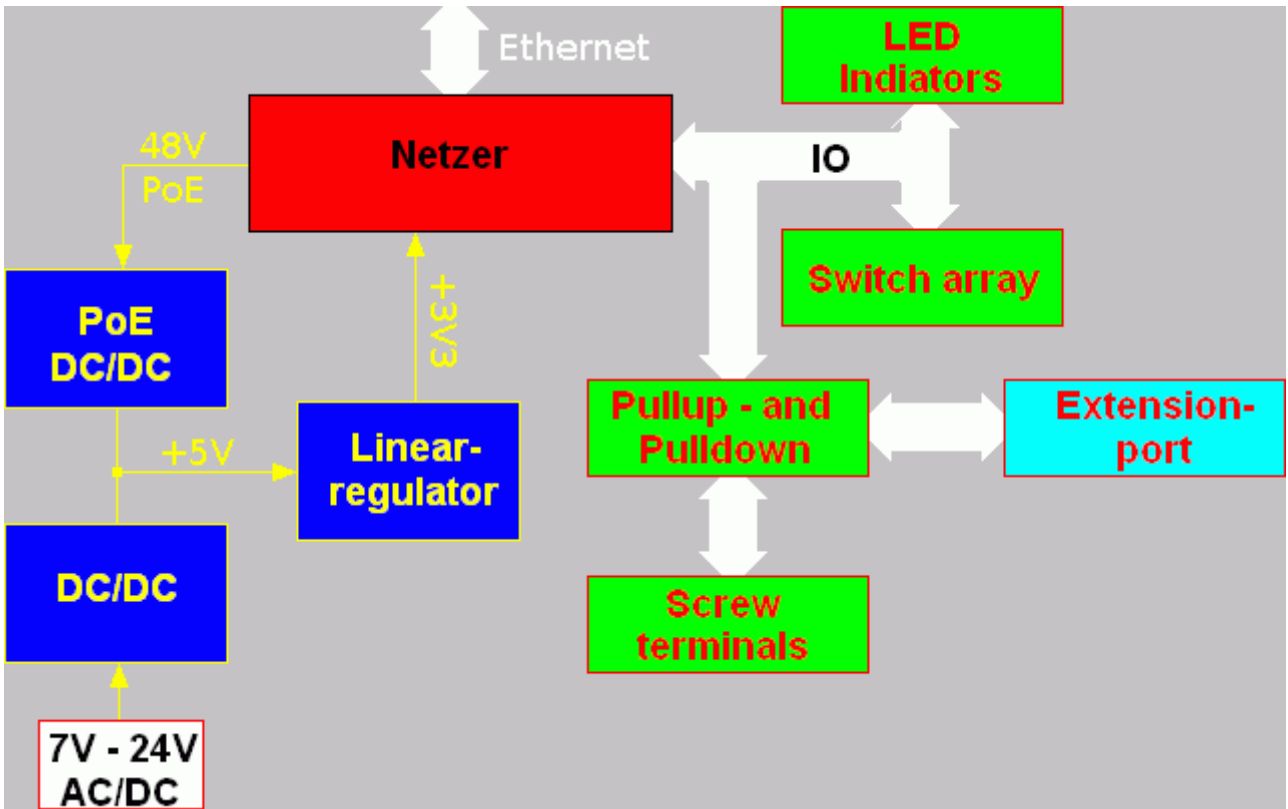 Ethernet
LED
Indiators
Netzer
IO
48V
PoE
Switch array
+3V3
PoE
DC/DC
Pullup - and
Pulldown
Extension-
port
+5V
Linear-
regulator
DC/DC
Screw
terminals
7V - 24V
AC/DC